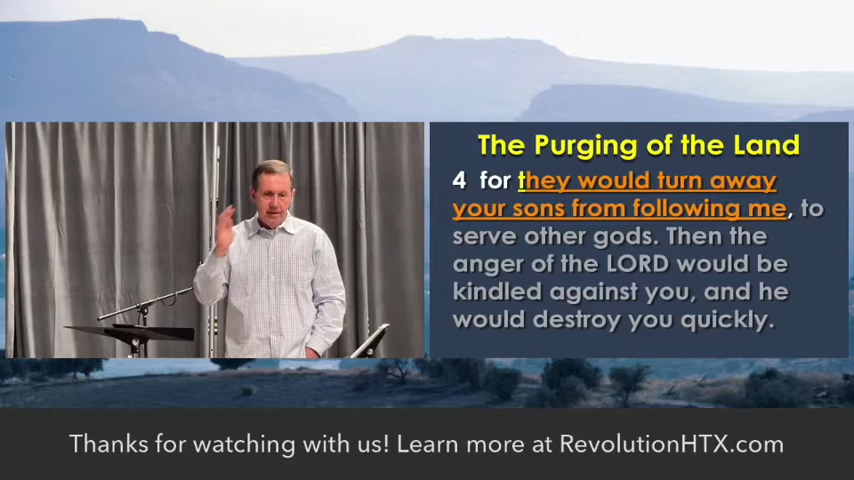 The Purging of the Land
4 for they would turn away
your sons from following me, to
serve other gods. Then the
anger of the LORD would be
kindled against you, and he
would destroy you quickly.
Thanks for watching with us! Learn more at RevolutionHTX.com